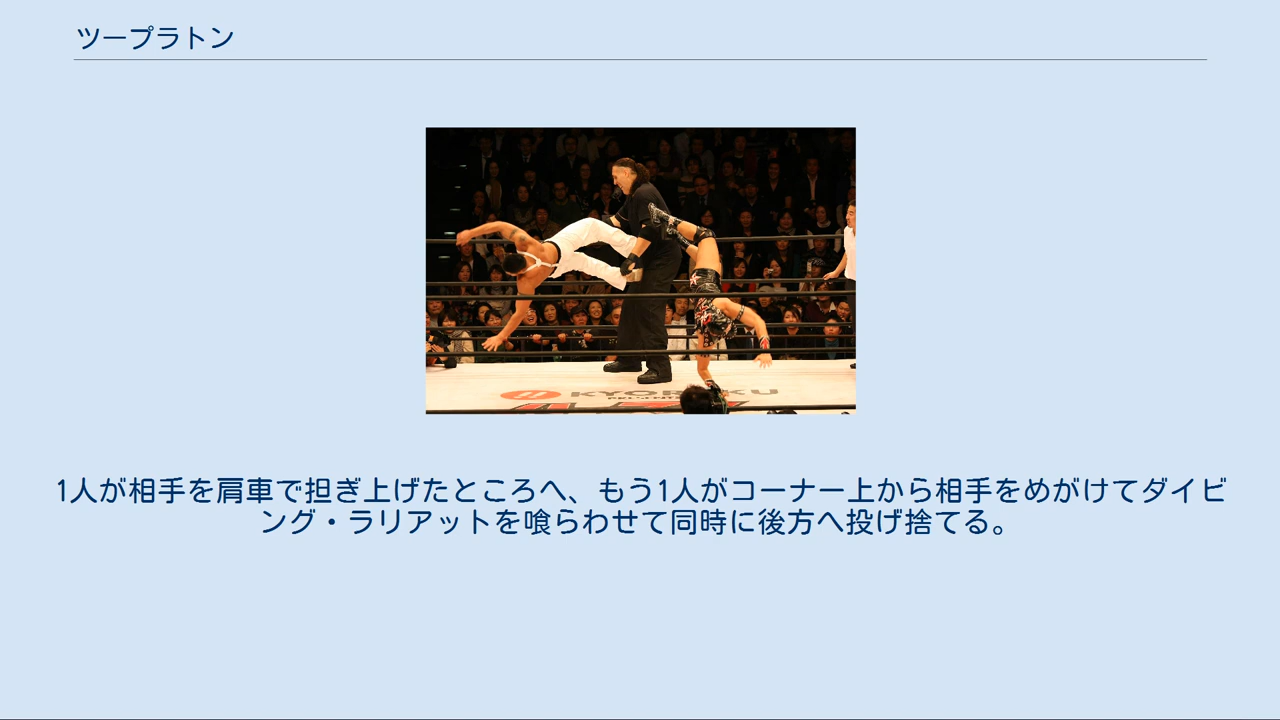 ツープラトン
1人が相手を肩車で担ぎ上げたところへ、もう1人がコーナー上から相手をめがけてダイビ
ング・ラリアットを喰らわせて同時に後方へ投げ捨てる。